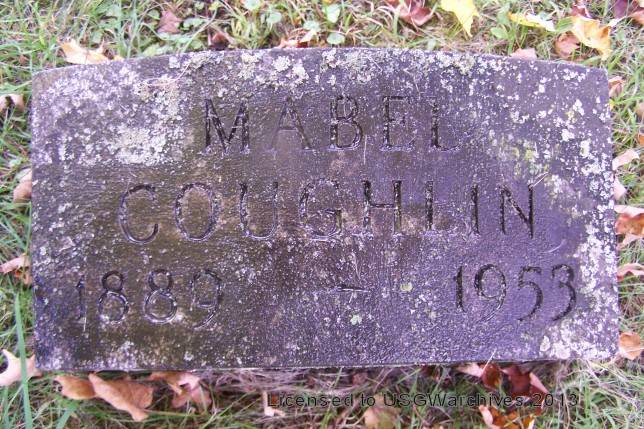 MABEL
COUGHLIN
1889 - 1953
Licensed to USGWarchives 2013